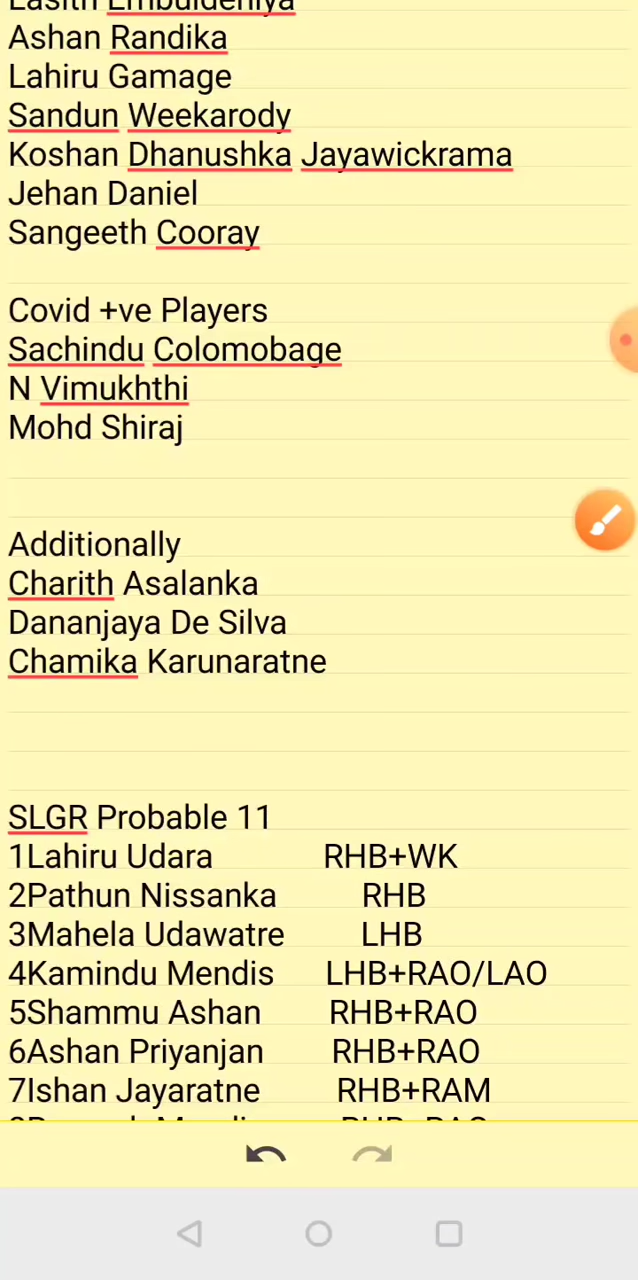 Lasith Embuldeniya
Ashan Randika
Lahiru Gamage
Sandun Weekarody
Koshan Dhanushka Jayawickrama
Jehan Daniel
Sangeeth Cooray
Covid +ve Players
Sachindu Colomobage
N Vimukhthi
Mohd Shiraj
Additionally
Charith Asalanka
Dananjaya De Silva
Chamika Karunaratne
SLGR Probable 11
1Lahiru Udara RHB+WK
2Pathun Nissanka RHB
3Mahela Udawatre LHB
4Kamindu Mendis LHB+RAO/LAO
5Shammu Ashan RHB+RAO
6Ashan Priyanjan RHB+RAO
7Ishan Jayaratne RHB+RAM